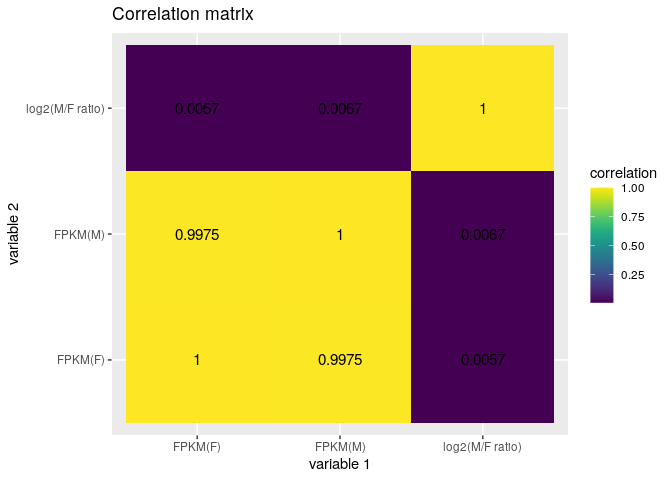 Correlation matrix
variable 2
log2(M/F ratio)
0.0057 0.0067 1
FPKM(M)
0.9975 1 0.0067
FPKM(F)
1 0.9975 0.0057
FPKM(F) FPKM(M) log2(M/F ratio)
variable 1
correlation
1.00
0.75
0.50
0.25